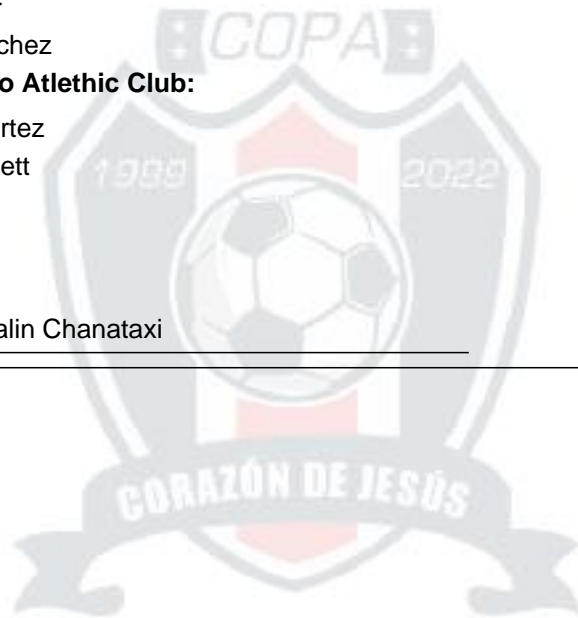 COPA
chez
o Atlethic Club:
rtez
1999
2022
ett
alin Chanataxi
CORAZÓN DE JESÚS